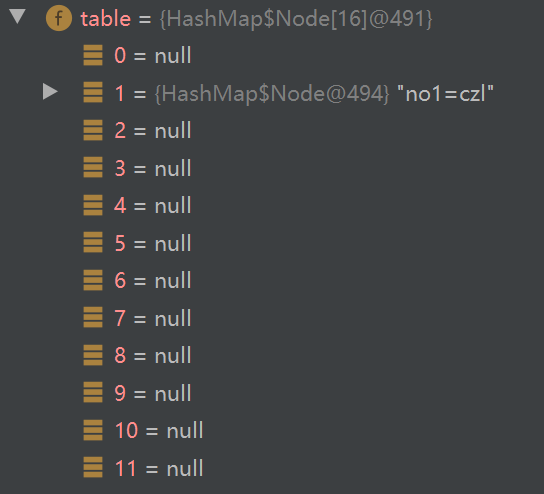 f table = {HashMap$Node[16]@491}
0 = null
1 = {HashMap$Node@494} "no1=czl"
2 = null
3 = null
4 = null
5 = null
6 = null
7 = null
8 = null
9 = null
10 = null
11 = null